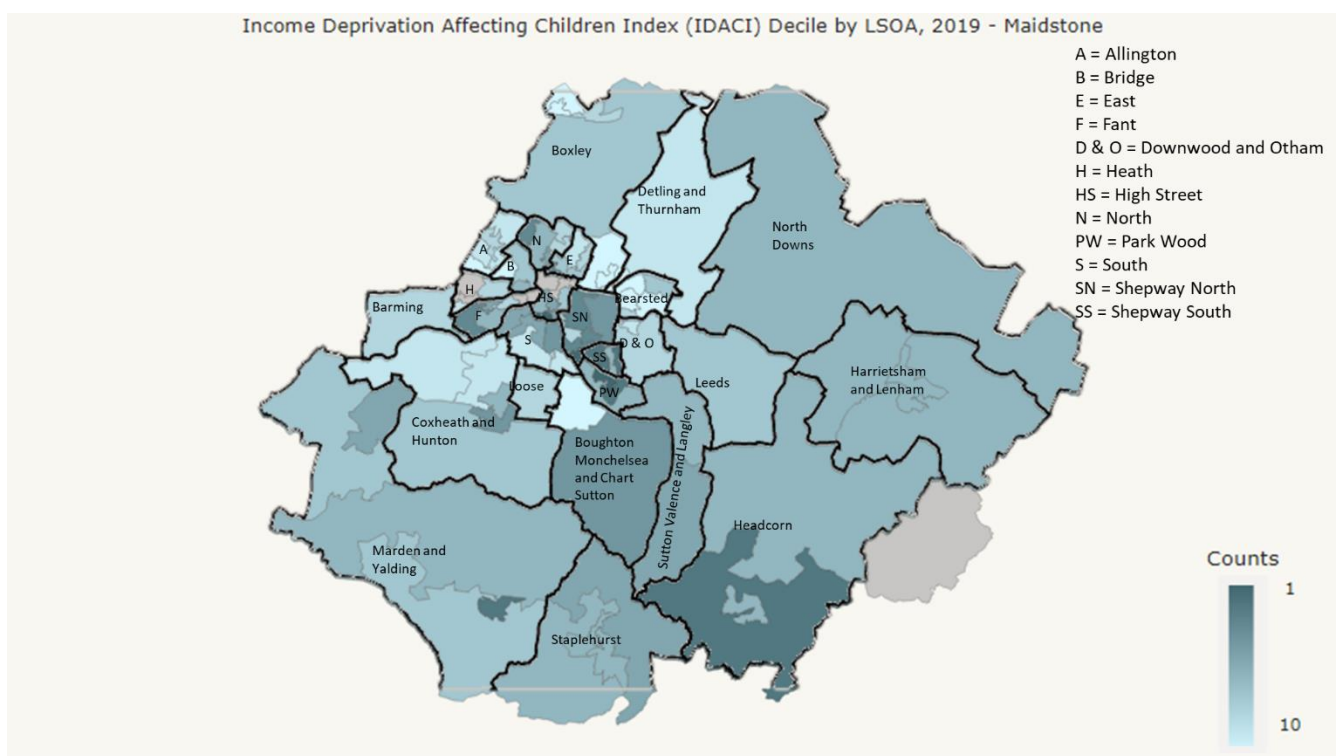 Income Deprivation Affecting Children Index (IDACI) Decile by LSOA, 2019 - Maidstone
A = Allington
B = Bridge
E = East
F = Fant
D & O = Downwood and Otham
H = Heath
HS = High Street
N = North
PW = Park Wood
S = South
SN = Shepway North
SS = Shepway South
Boxley
Detling and
Thurnham
North
Downs
A
N
B
E
H
HS
Bearsted
Barming
F
SN
S
D & O
SS
Loose
PW
Leeds
Harrietsham
and Lenham
Coxheath and
Hunton
Boughton
Monchelsea
and Chart
Sutton
Sutton Valence and Langley
Headcorn
Marden and
Yalding
Staplehurst
Counts
1
10